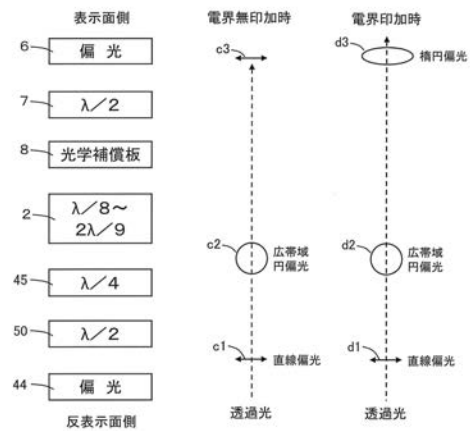 表示面側
電界無印加時
電界印加時
6
偏光
c3
d3
楕円偏光
7
λ／2
8
光学補償板
2
λ／8～
2λ／9
c2
広帯域
円偏光
d2
広帯域
円偏光
45
λ／4
50
λ／2
c1
直線偏光
d1
直線偏光
44
偏光
反表示面側
透過光
透過光